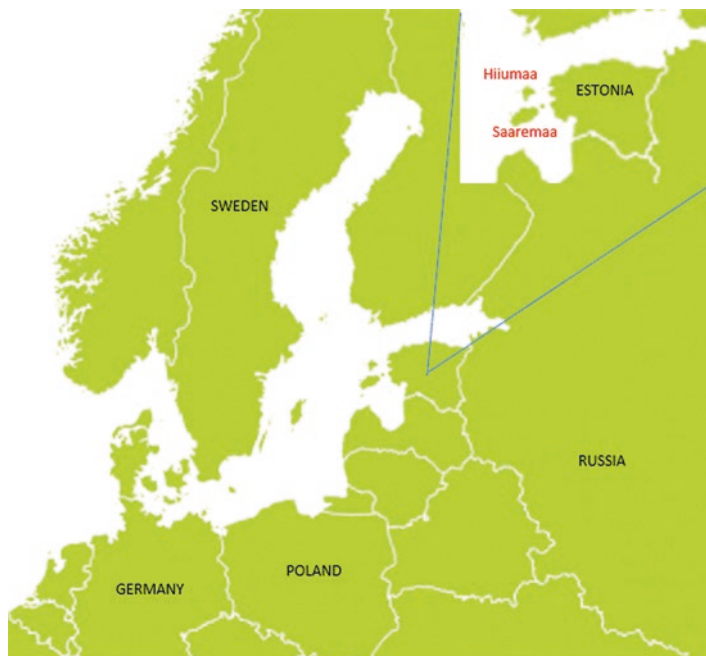 Hiiumaa
ESTONIA
Saaremaa
SWEDEN
RUSSIA
POLAND
GERMANY